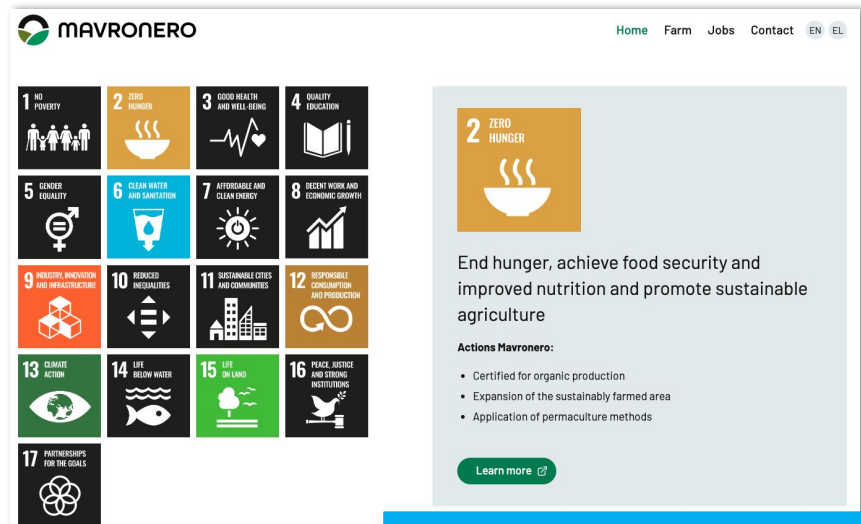 MAVRONERO
Home Farm Jobs Contact EN EL
1 NO
POVERTY
2 ZERO
HUNGER
3 GOOD HEALTH
AND WELL-BEING
4 QUALITY
EDUCATION
5 GENDER
EQUALITY
6 CLEAN WATER
AND SANITATION
7 AFFORDABLE AND
CLEAN ENERGY
8 DECENT WORK AND
ECONOMIC GROWTH
9 INDUSTRY, INNOVATION
AND INFRASTRUCTURE
10 REDUCED
INEQUALITIES
11 SUSTAINABLE CITIES
AND COMMUNITIES
12 RESPONSIBLE
CONSUMPTION
AND PRODUCTION
13 CLIMATE
ACTION
14 LIFE
BELOW WATER
15 LIFE
ON LAND
16 PEACE, JUSTICE
AND STRONG
INSTITUTIONS
17 PARTNERSHIPS
FOR THE GOALS
2 ZERO
HUNGER
End hunger, achieve food security and
improved nutrition and promote sustainable
agriculture
Actions Mavronero:
• Certified for organic production
• Expansion of the sustainably farmed area
• Application of permaculture methods
Learn more